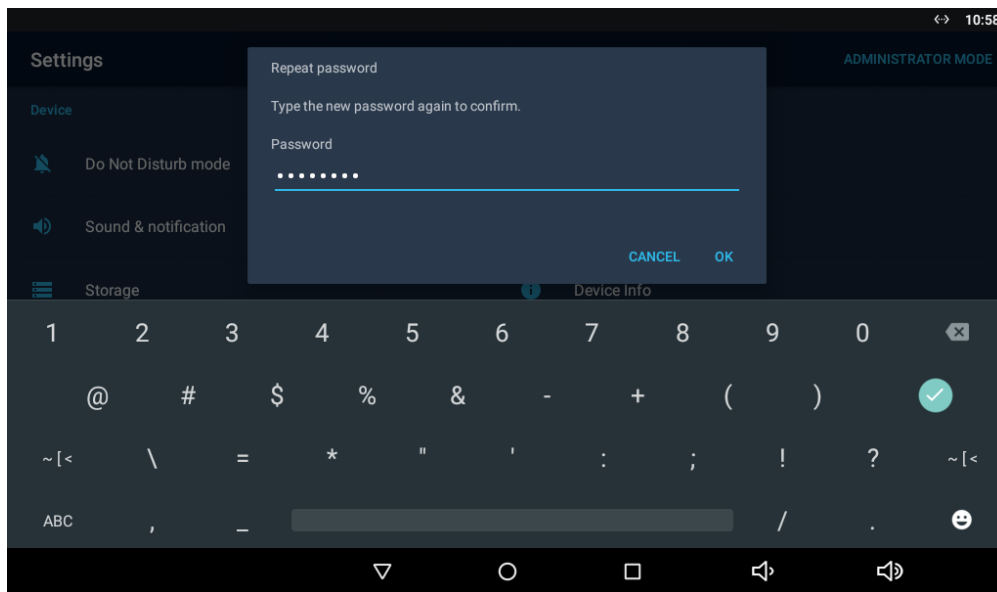 10:58
Settings
ADMINISTRATOR MODE
Repeat password
Type the new password again to confirm.
Password
••••••••
CANCEL OK
Device
Do Not Disturb mode
Sound & notification
Storage
Device Info
1 2 3 4 5 6 7 8 9 0
@ # $ % & - + ( )
~ [ < \ = * " ' : ; ! ? ~ [ <
ABC , _ / .